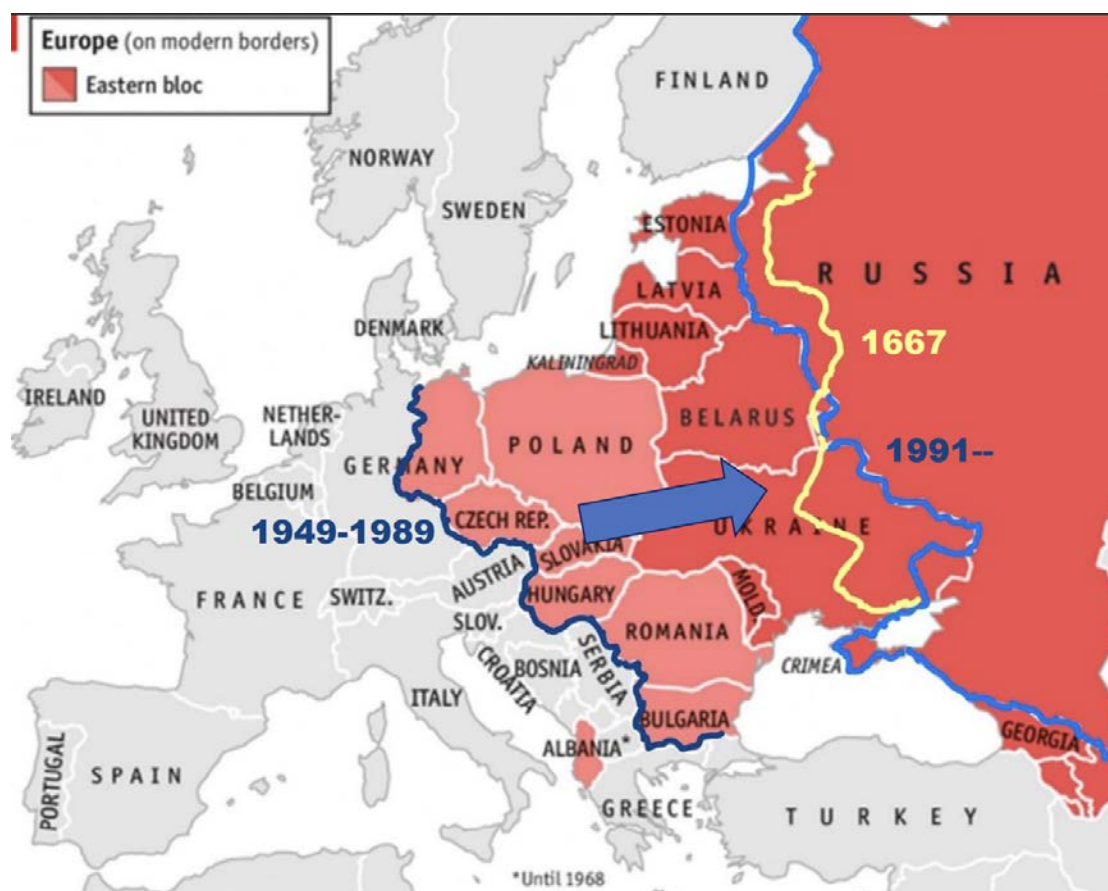 Europe (on modern borders)
Eastern bloc
FINLAND
NORWAY
SWEDEN
ESTONIA
RUSSIA
LATVIA
DENMARK
LITHUANIA
1667
KALININGRAD
IRELAND
UNITED
KINGDOM
NETHER-
LANDS
BELARUS
POLAND
GERMANY
1991--
BELGIUM
1949-1989
CZECH REP.
UKRAINE
SLOVAKIA
AUSTRIA
FRANCE
SWITZ.
HUNGARY
MOLD.
SLOV.
ROMANIA
CROATIA
BOSNIA
SERBIA
CRIMEA
ITALY
BULGARIA
GEORGIA
ALBANIA*
PORTUGAL
SPAIN
GREECE
TURKEY
*Until 1968